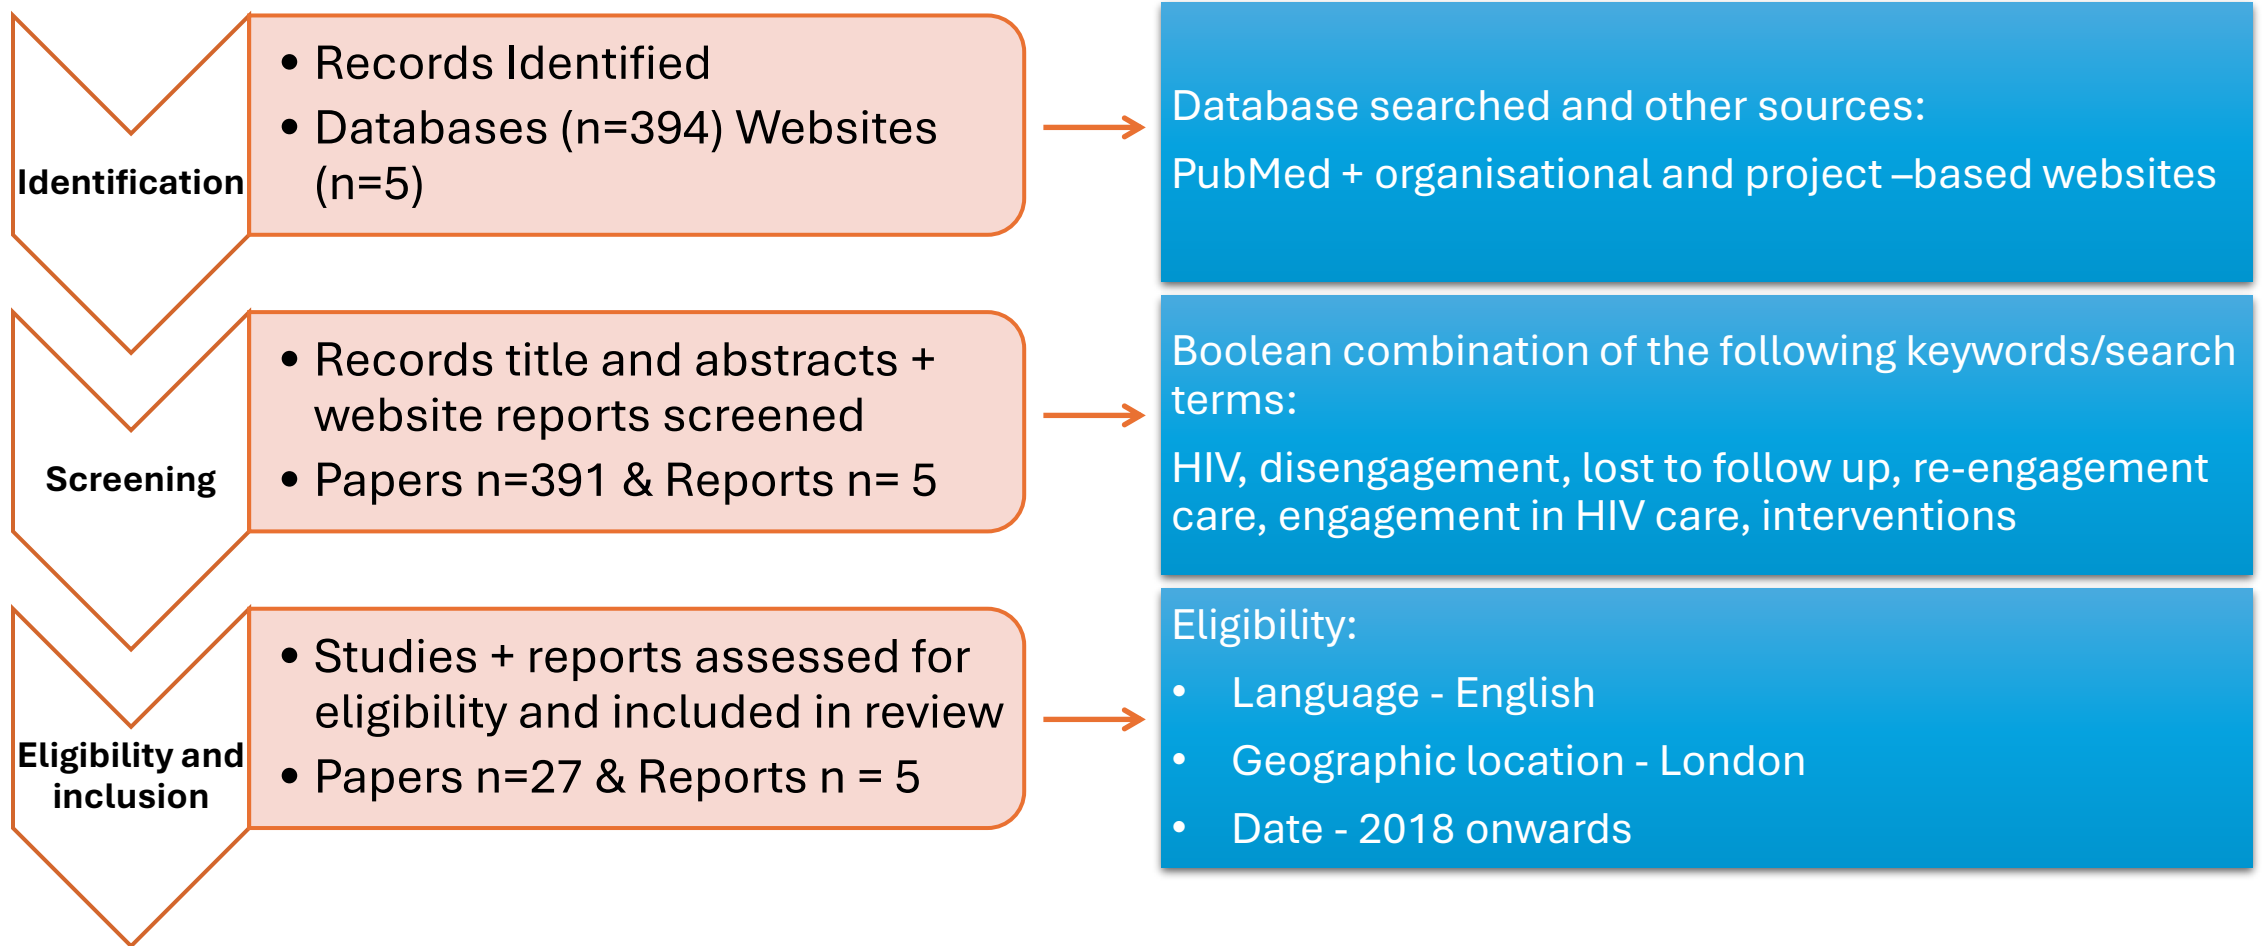 Identification
• Records Identified
• Databases (n=394) Websites
(n=5)
Database searched and other sources:
PubMed + organisational and project –based websites
Screening
• Records title and abstracts +
website reports screened
• Papers n=391 & Reports n= 5
Boolean combination of the following keywords/search
terms:
HIV, disengagement, lost to follow up, re-engagement
care, engagement in HIV care, interventions
Eligibility and
inclusion
• Studies + reports assessed for
eligibility and included in review
• Papers n=27 & Reports n = 5
Eligibility:
• Language - English
• Geographic location - London
• Date - 2018 onwards